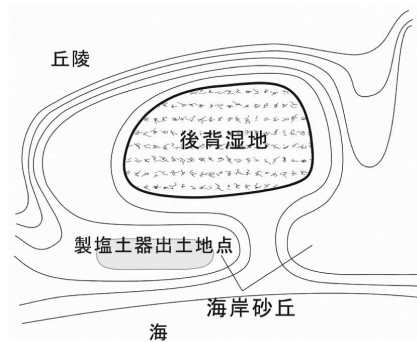 丘陵
後背湿地
製塩土器出土地点
海岸砂丘
海